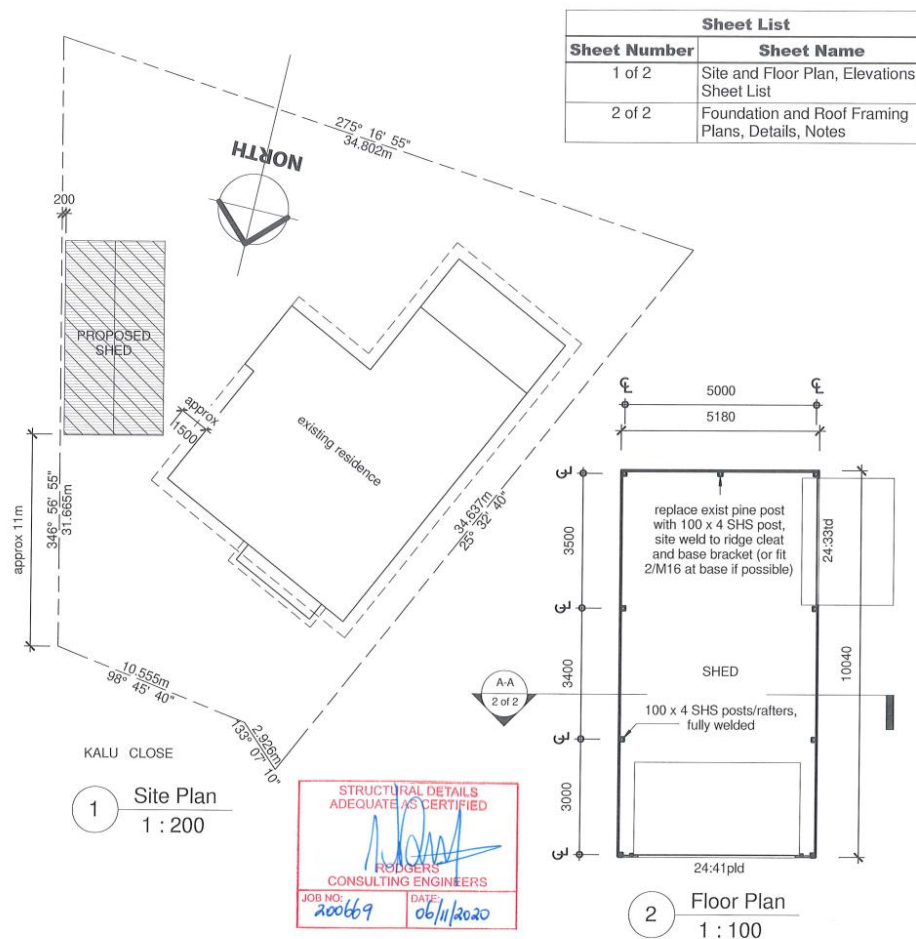 Sheet List
Sheet Number Sheet Name
1 of 2 Site and Floor Plan, Elevations
Sheet List
2 of 2 Foundation and Roof Framing
Plans, Details, Notes
275° 16' 55"
34.802m
NORTH
200
PROPOSED
SHED
approx
1500
existing residence
approx 11m
346° 56' 55"
31.665m
34.637m
25° 32' 40"
10.555m
98° 45' 40"
2.926m
133° 07' 10"
KALU CLOSE
1 Site Plan
1 : 200
STRUCTURAL DETAILS
ADEQUATE AS CERTIFIED
RODGERS
CONSULTING ENGINEERS
JOB NO: DATE:
200669 06/11/2020
5000
5180
replace exist pine post
with 100 x 4 SHS post,
site weld to ridge cleat
and base bracket (or fit
2/M16 at base if possible)
24:33td
3500
3400
3000
10040
SHED
A-A
2 of 2
100 x 4 SHS posts/rafters,
fully welded
24:41pld
2 Floor Plan
1 : 100